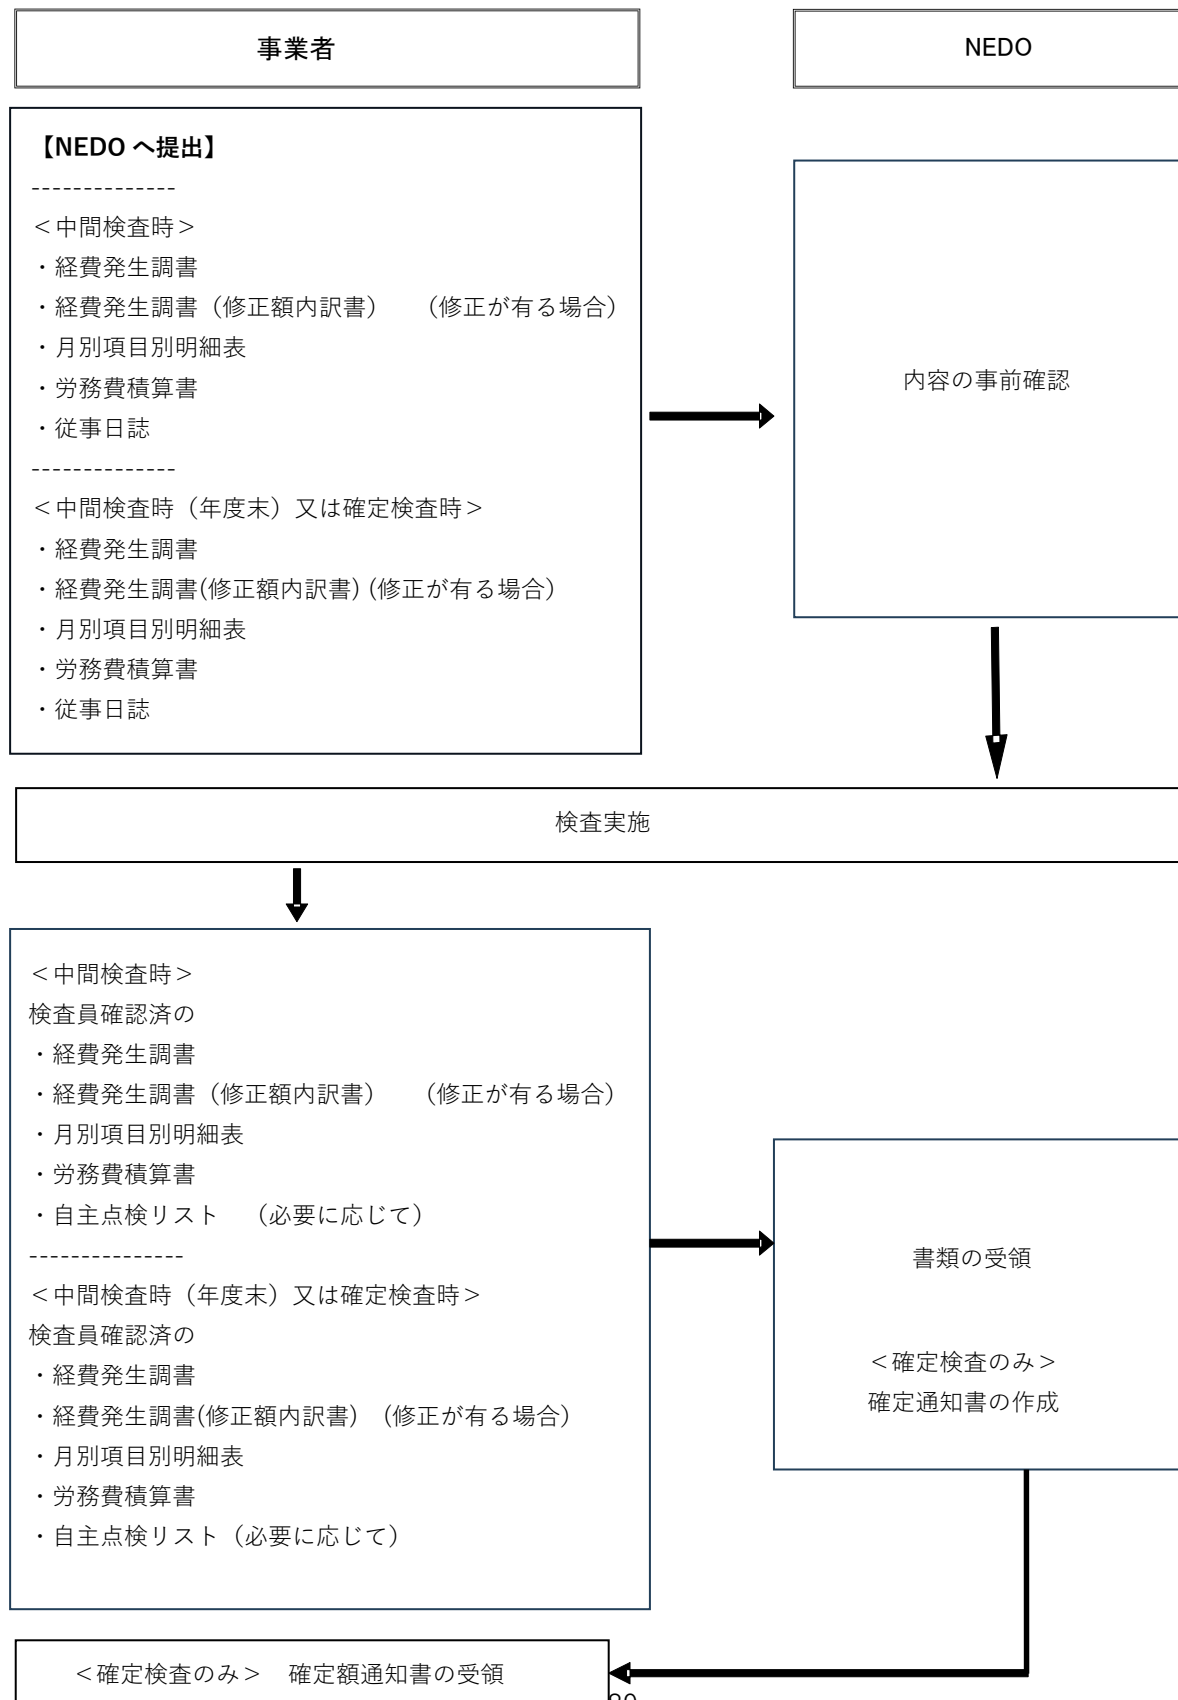 事業者
NEDO
【NEDO へ提出】
--------------
＜中間検査時＞
・経費発生調書
・経費発生調書（修正額内訳書）　（修正が有る場合）
・月別項目別明細表
・労務費積算書
・従事日誌
--------------
＜中間検査時（年度末）又は確定検査時＞
・経費発生調書
・経費発生調書(修正額内訳書) (修正が有る場合）
・月別項目別明細表
・労務費積算書
・従事日誌
内容の事前確認
検査実施
＜中間検査時＞
検査員確認済の
・経費発生調書
・経費発生調書（修正額内訳書）　（修正が有る場合）
・月別項目別明細表
・労務費積算書
・自主点検リスト　（必要に応じて）
---------------
＜中間検査時（年度末）又は確定検査時＞
検査員確認済の
・経費発生調書
・経費発生調書(修正額内訳書)　(修正が有る場合）
・月別項目別明細表
・労務費積算書
・自主点検リスト（必要に応じて）
書類の受領
＜確定検査のみ＞
確定通知書の作成
＜確定検査のみ＞　確定額通知書の受領